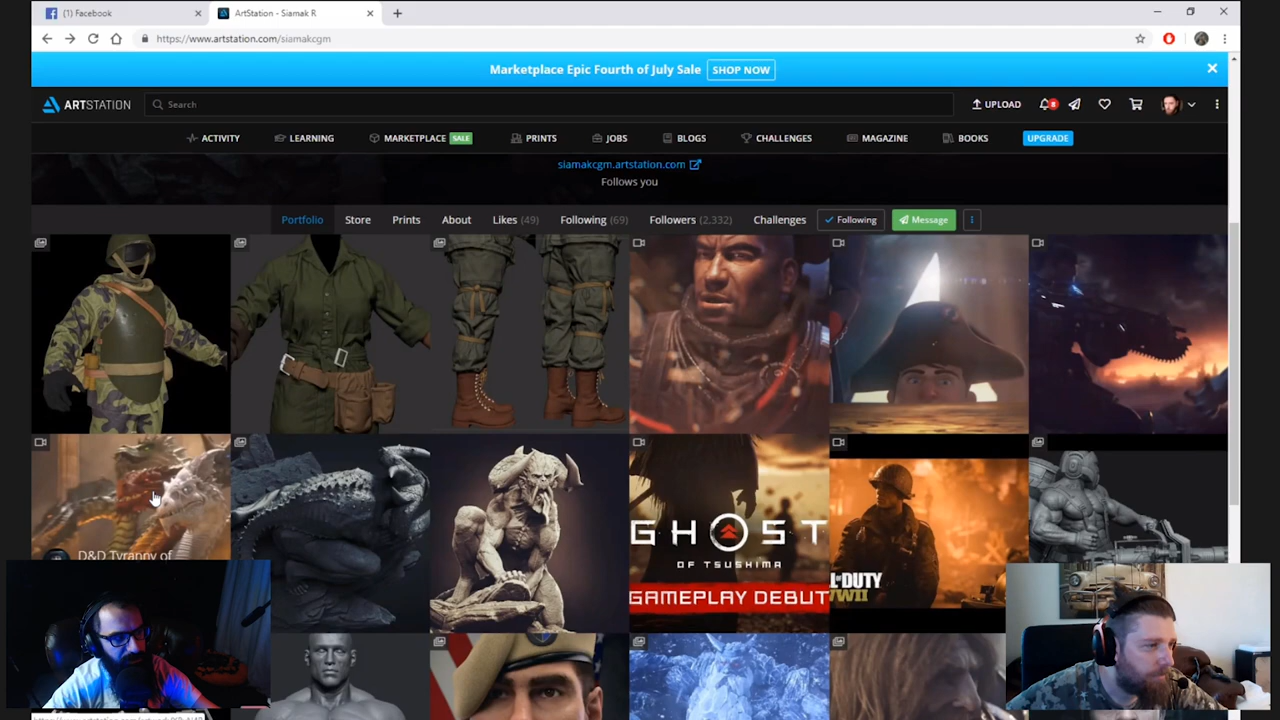 (1) Facebook
ArtStation - Siamak R
https://www.artstation.com/siamakcgm
Marketplace Epic Fourth of July Sale SHOP NOW
ARTSTATION Search UPLOAD 8
ACTIVITY LEARNING MARKETPLACE SALE PRINTS JOBS BLOGS CHALLENGES MAGAZINE BOOKS UPGRADE
siamakcgm.artstation.com
Follows you
Portfolio Store Prints About Likes (49) Following (69) Followers (2,332) Challenges Following Message
GHOST
OF TSUSHIMA
GAMEPLAY DEBUT
DUTY
WWII
D&D Tyranny of